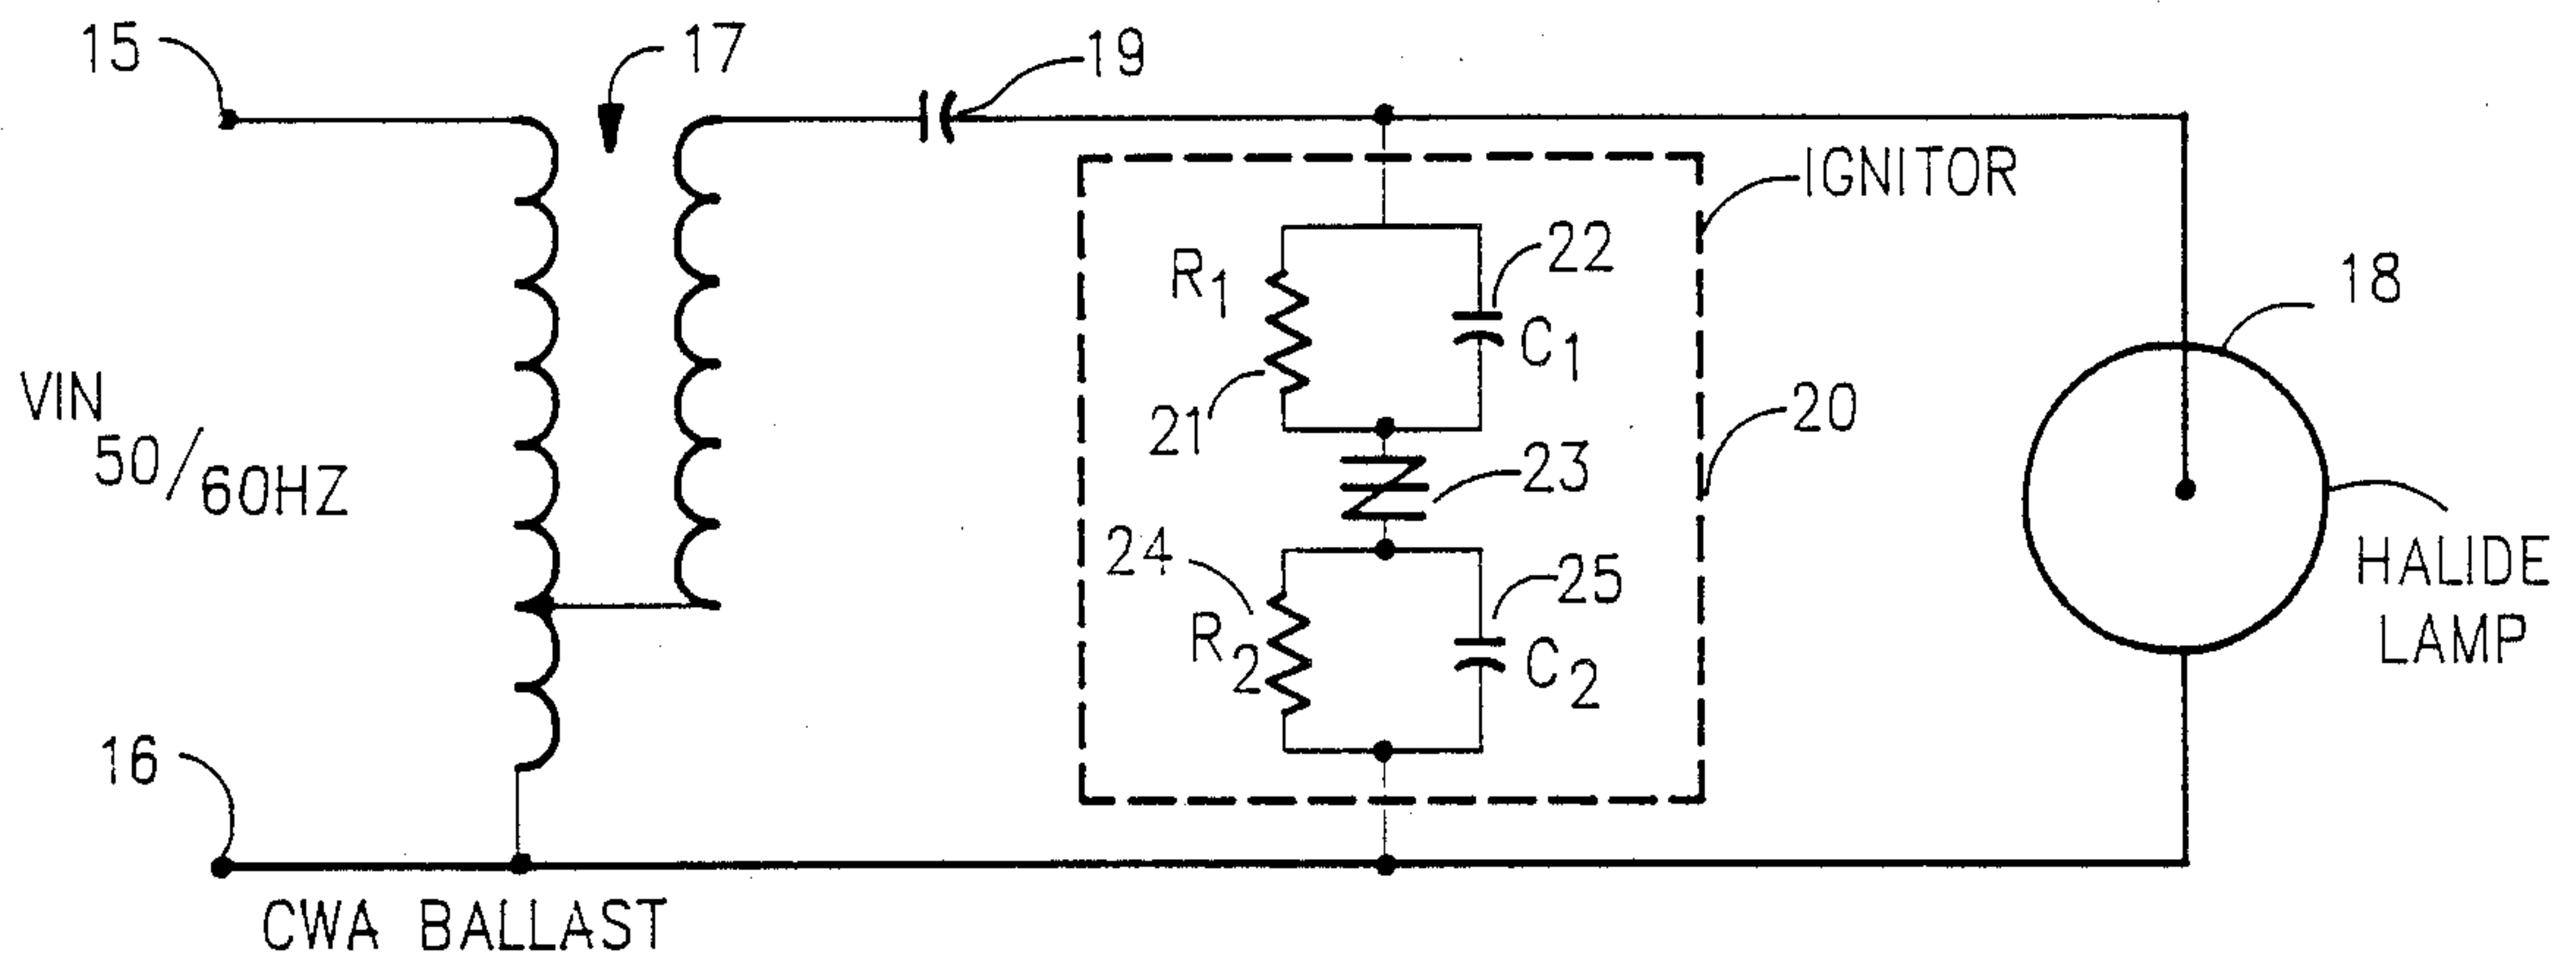 15
17
19
IGNITOR
R1
22
C1
18
21
VIN
50/60HZ
20
23
24
25
R2
C2
HALIDE
LAMP
16
CWA BALLAST